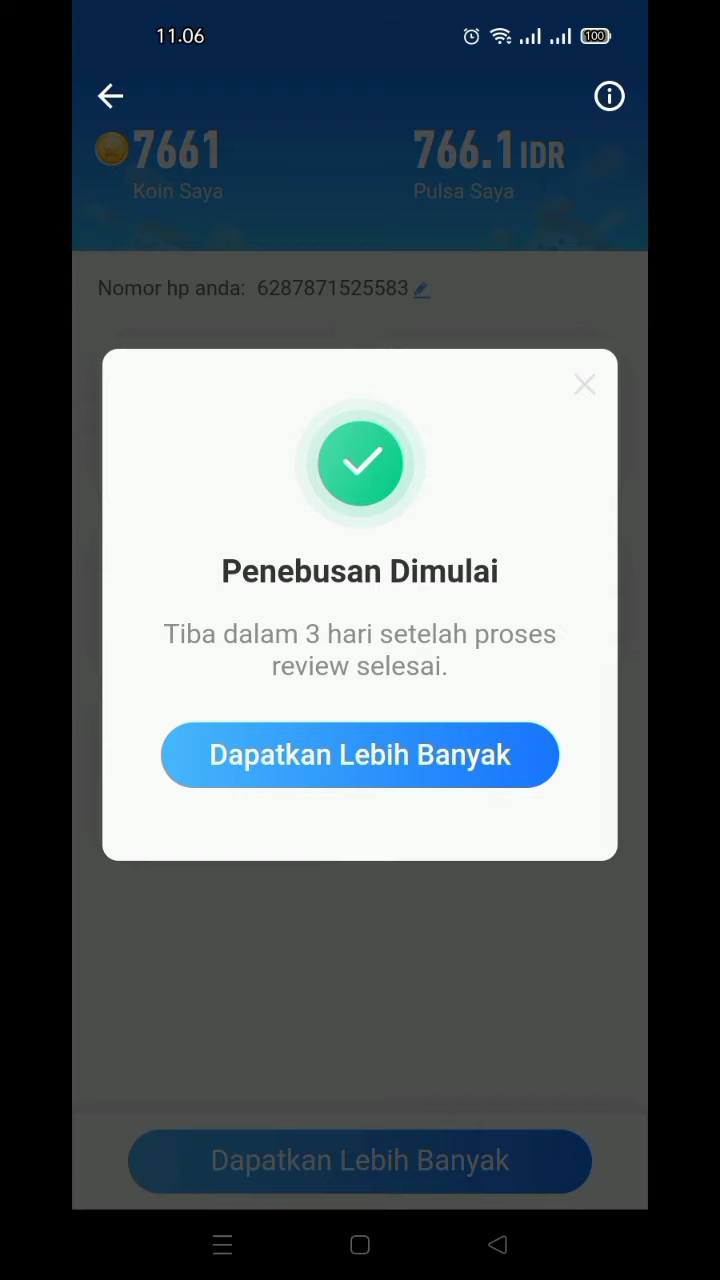 11.06
100
7661
766.1 IDR
Koin Saya
Pulsa Saya
Nomor hp anda: 6287871525583
Penebusan Dimulai
Tiba dalam 3 hari setelah proses
review selesai.
Dapatkan Lebih Banyak
Dapatkan Lebih Banyak